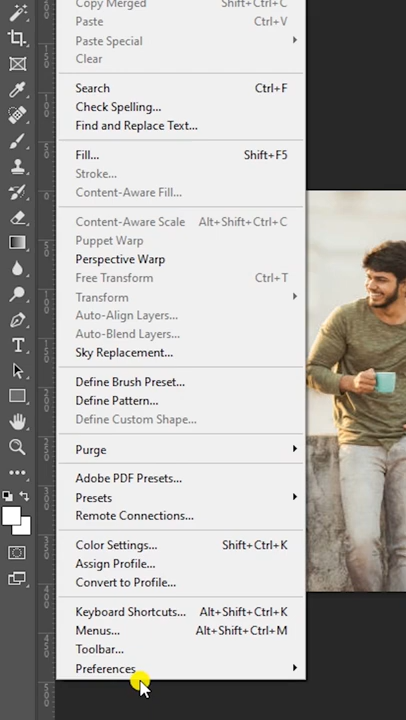 Copy Merged Shift+Ctrl+C
Paste Ctrl+V
Paste Special
Clear
Search Ctrl+F
Check Spelling...
Find and Replace Text...
Fill... Shift+F5
Stroke...
Content-Aware Fill...
Content-Aware Scale Alt+Shift+Ctrl+C
Puppet Warp
Perspective Warp
Free Transform Ctrl+T
Transform
Auto-Align Layers...
Auto-Blend Layers...
Sky Replacement...
Define Brush Preset...
Define Pattern...
Define Custom Shape...
Purge
Adobe PDF Presets...
Presets
Remote Connections...
Color Settings... Shift+Ctrl+K
Assign Profile...
Convert to Profile...
Keyboard Shortcuts... Alt+Shift+Ctrl+K
Menus... Alt+Shift+Ctrl+M
Toolbar...
Preferences